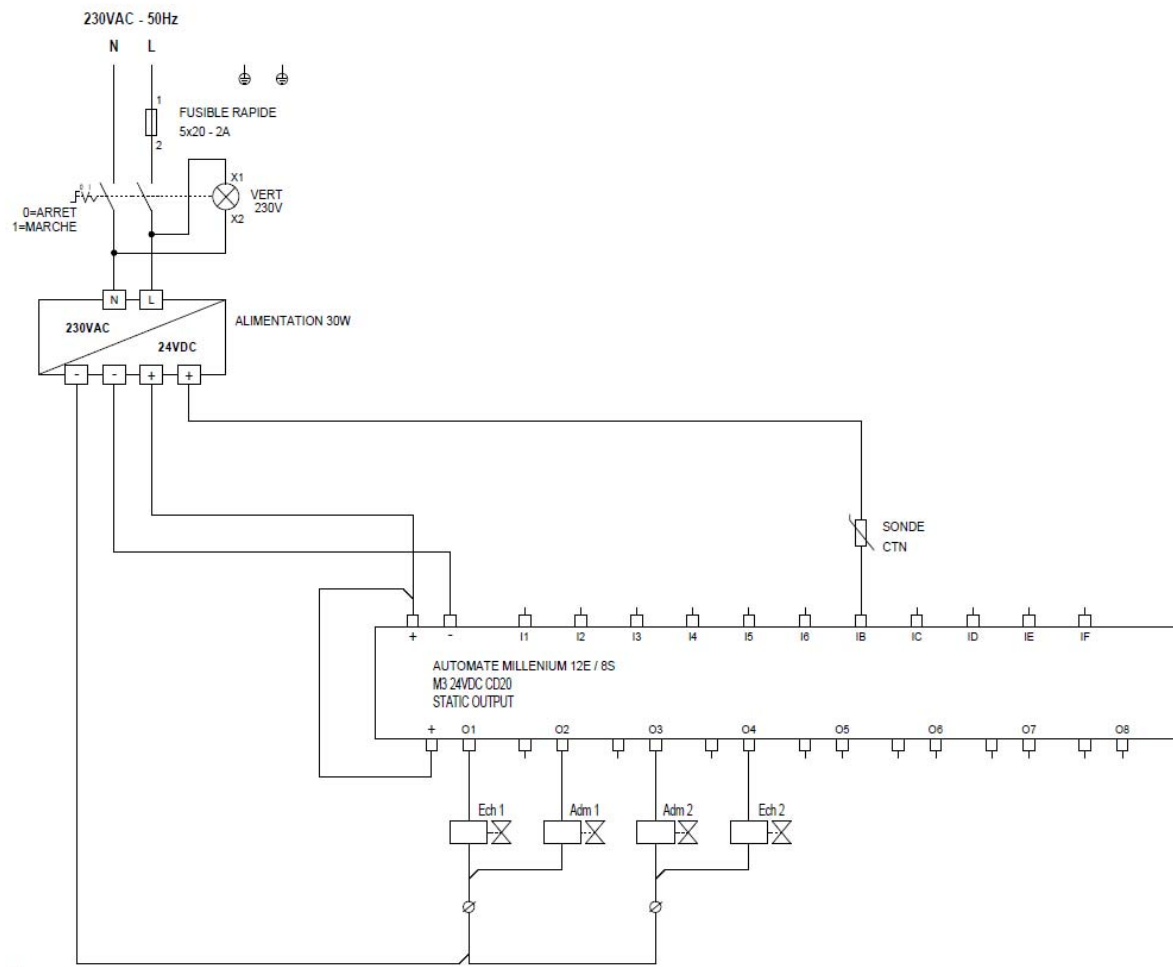 230VAC - 50Hz
N L
1
FUSIBLE RAPIDE
5x20 - 2A
2
0 1
X1
VERT
230V
X2
0=ARRET
1=MARCHE
N L
230VAC
24VDC
ALIMENTATION 30W
- - + +
SONDE
CTN
+ - I1 I2 I3 I4 I5 I6 IB IC ID IE IF
AUTOMATE MILLENIUM 12E / 8S
M3 24VDC CD20
STATIC OUTPUT
+ O1 O2 O3 O4 O5 O6 O7 O8
Ech 1 Adm 1 Adm 2 Ech 2